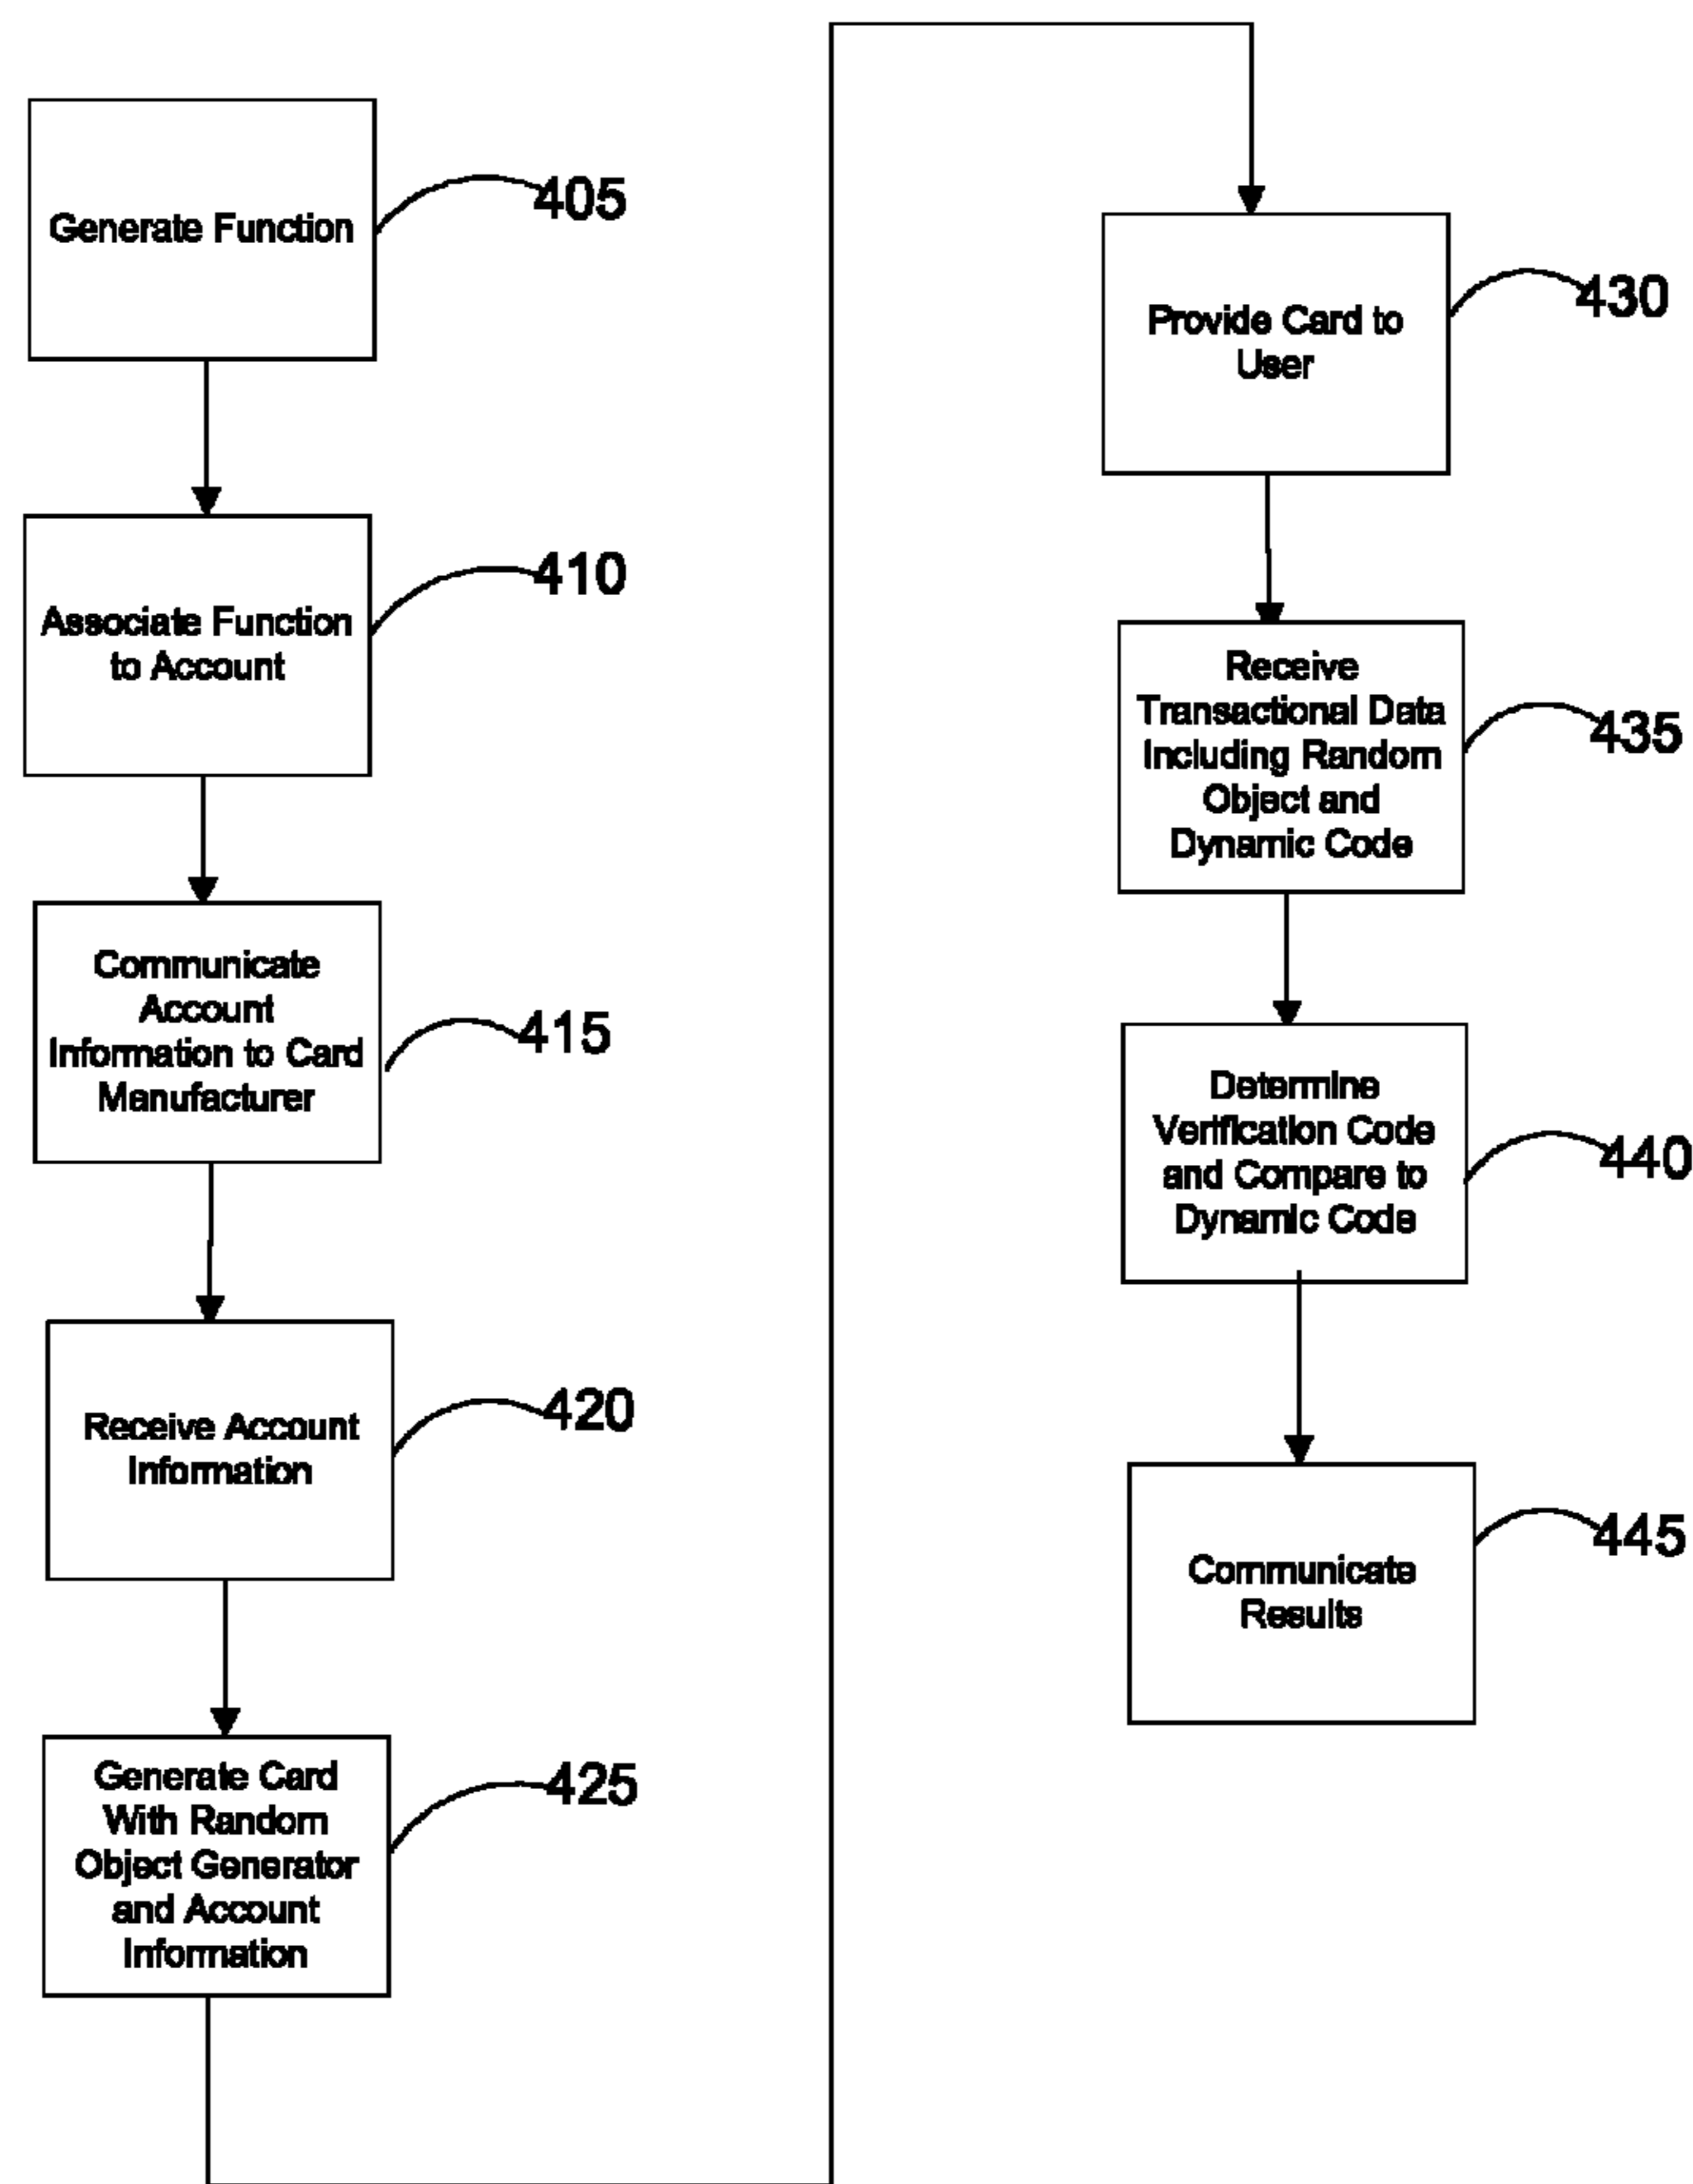 Generate Function
405
Associate Function
to Account
410
Communicate
Account
Information to Card
Manufacturer
415
Receive Account
Information
420
Generate Card
With Random
Object Generator
and Account
Information
425
Provide Card to
User
430
Receive
Transactional Data
Including Random
Object and
Dynamic Code
435
Determine
Verification Code
and Compare to
Dynamic Code
440
Communicate
Results
445